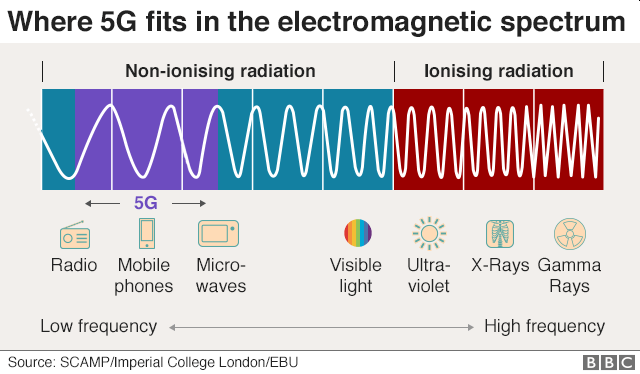 Where 5G fits in the electromagnetic spectrum
Non-ionising radiation
Ionising radiation
5G
Radio
Mobile
phones
Micro-
waves
Visible
light
Ultra-
violet
X-Rays
Gamma
Rays
Low frequency
High frequency
Source: SCAMP/Imperial College London/EBU
BBC